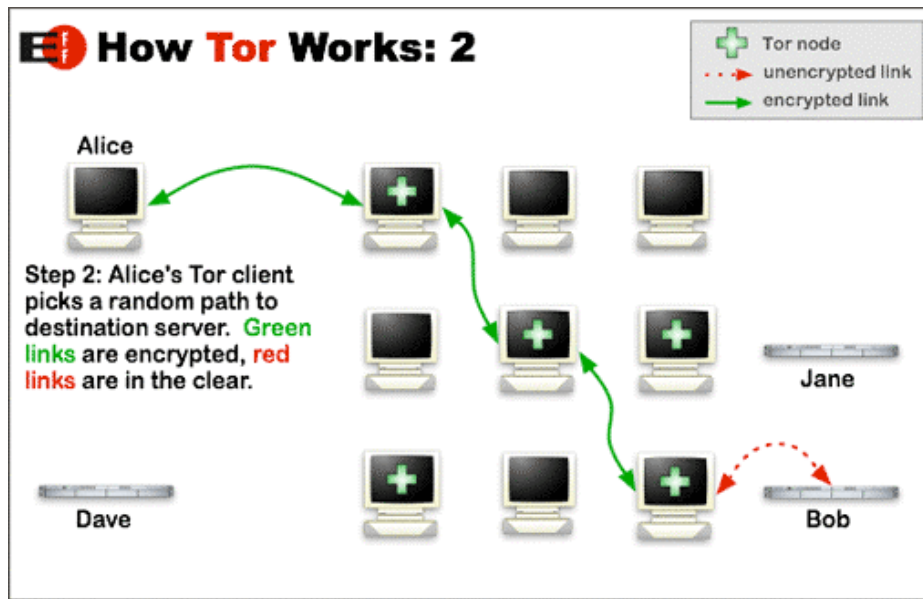 EFF How Tor Works: 2
Tor node
unencrypted link
encrypted link
Alice
Step 2: Alice's Tor client
picks a random path to
destination server. Green
links are encrypted, red
links are in the clear.
Jane
Dave
Bob